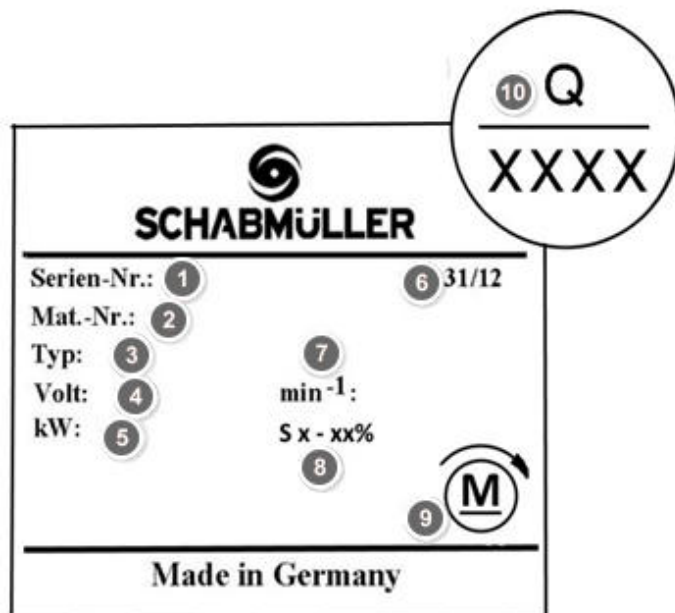 10 Q
XXXX
SCHABMÜLLER
Serien-Nr.: 1 6 31/12
Mat.-Nr.: 2
Typ: 3 7
Volt: 4 min-1:
kW: 5 S x - xx%
8
9 M
Made in Germany